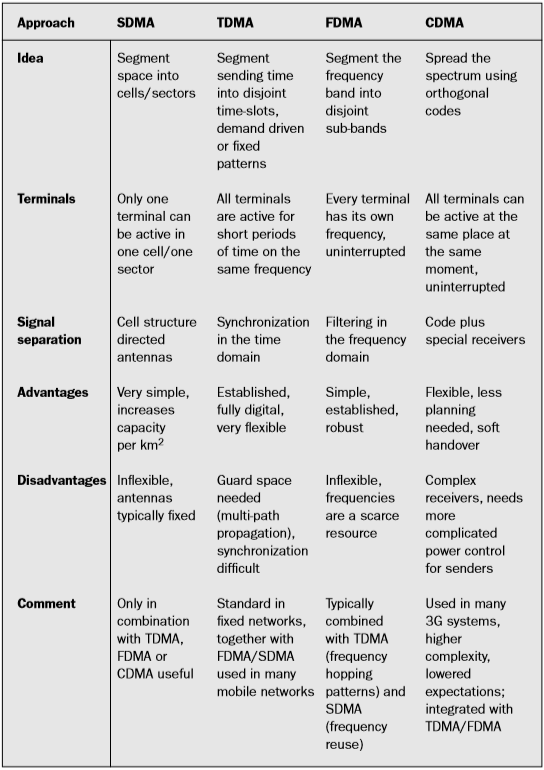 Approach SDMA TDMA FDMA CDMA
Idea Segment Segment Segment the Spread the
space into sending time frequency spectrum using
cells/sectors into disjoint band into orthogonal
time-slots, disjoint codes
demand driven sub-bands
or fixed
patterns
Terminals Only one All terminals Every terminal All terminals can
terminal can are active for has its own be active at the
be active in short periods frequency, same place at
one cell/one of time on the uninterrupted the same
sector same frequency moment,
uninterrupted
Signal Cell structure Synchronization Filtering in Code plus
separation directed in the time the frequency special receivers
antennas domain domain
Advantages Very simple, Established, Simple, Flexible, less
increases fully digital, established, planning
capacity very flexible robust needed, soft
per km² handover
Disadvantages Inflexible, Guard space Inflexible, Complex
antennas needed frequencies receivers, needs
typically fixed (multi-path are a scarce more
propagation), resource complicated
synchronization power control
difficult for senders
Comment Only in Standard in Typically Used in many
combination fixed networks, combined 3G systems,
with TDMA, together with with TDMA higher
FDMA or FDMA/SDMA (frequency complexity,
CDMA useful used in many hopping lowered
mobile networks patterns) and expectations;
SDMA integrated with
(frequency TDMA/FDMA
reuse)